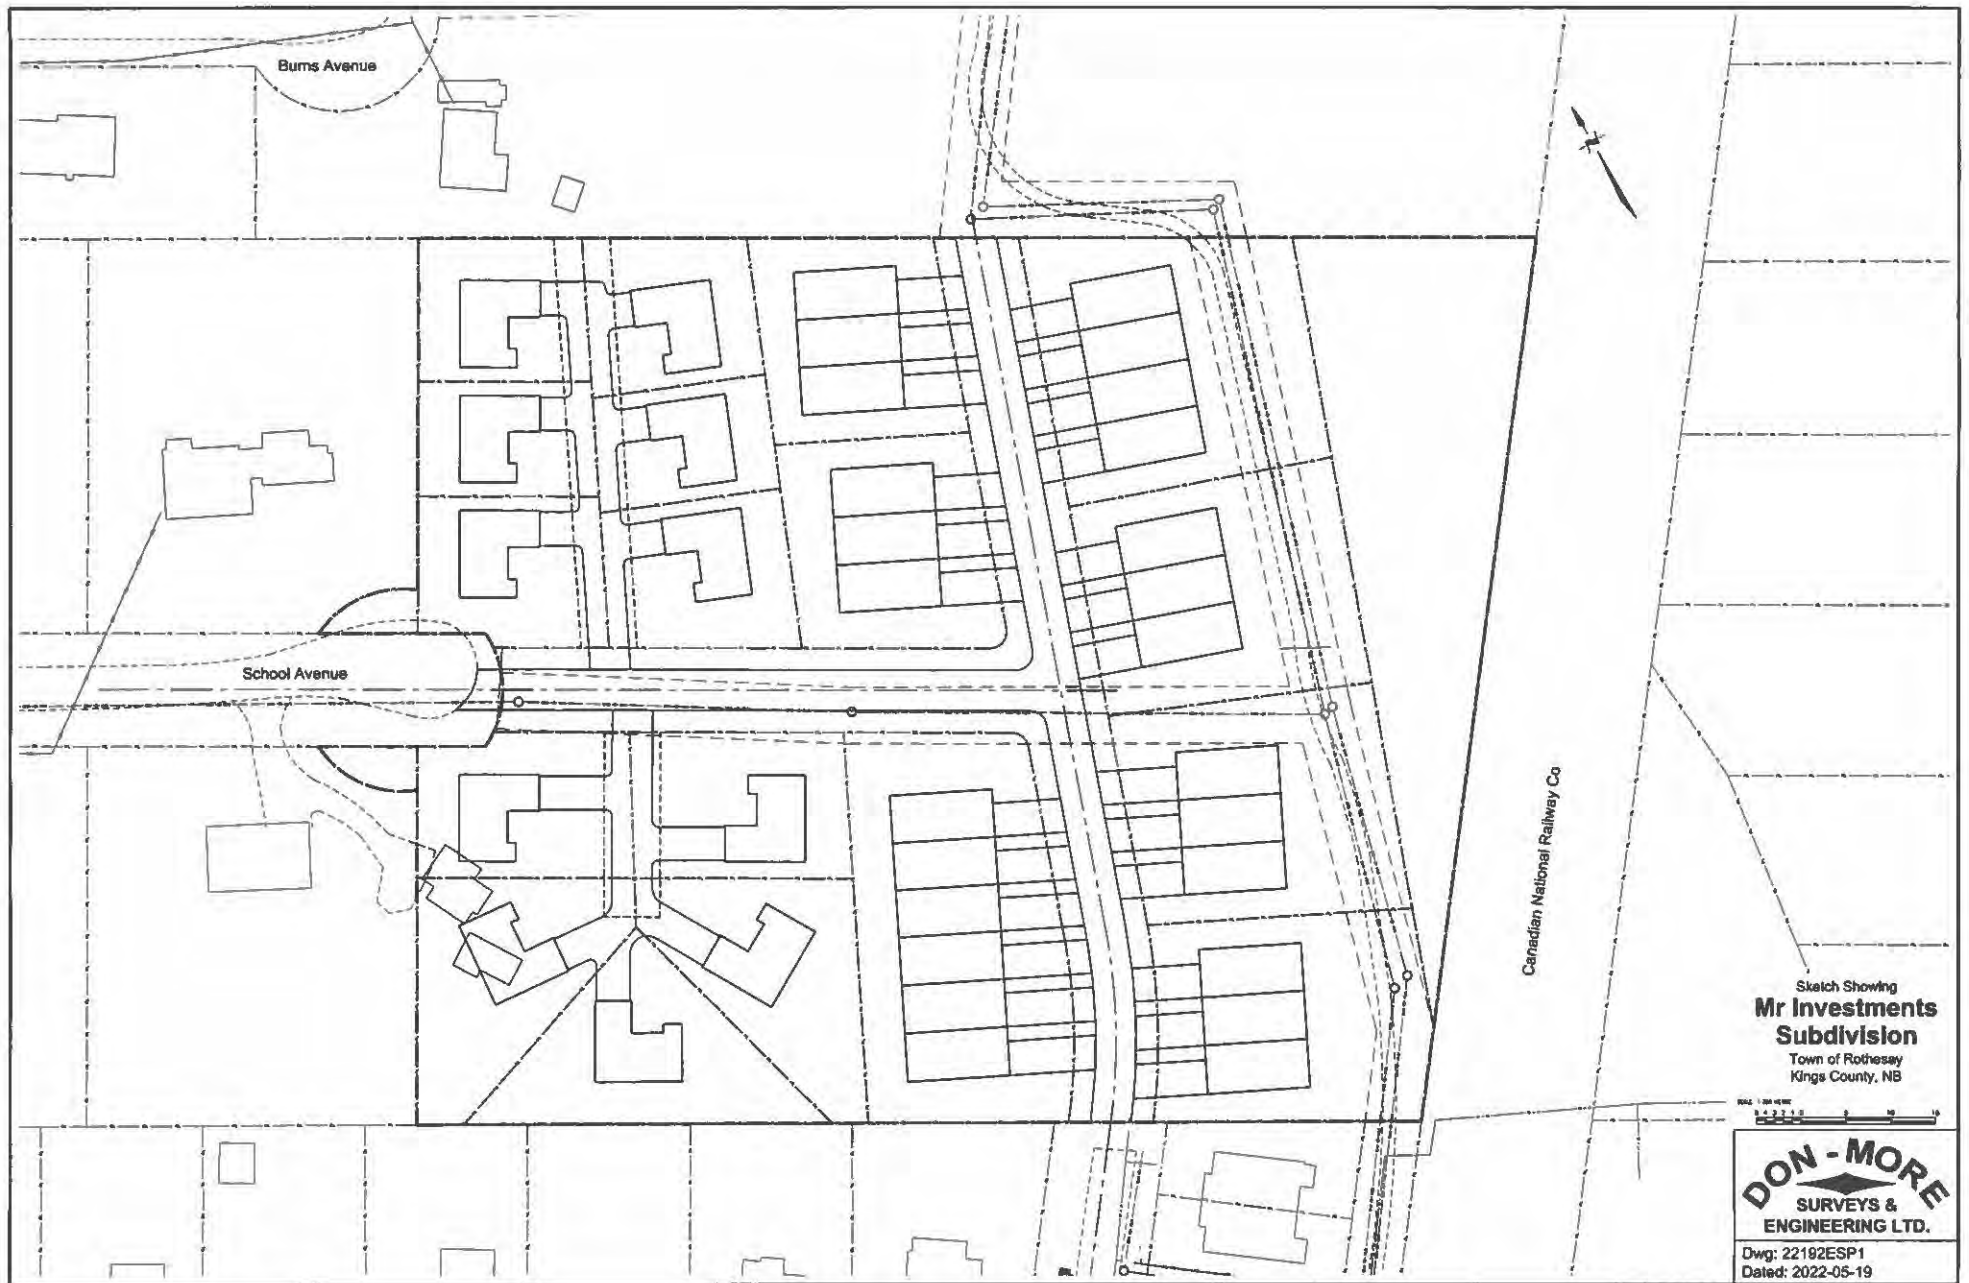 Burns Avenue
School Avenue
Canadian National Railway Co
Sketch Showing
Mr Investments
Subdivision
Town of Rothesay
Kings County, NB
DON-MORE
SURVEYS &
ENGINEERING LTD.
Dwg: 22192ESP1
Dated: 2022-05-19